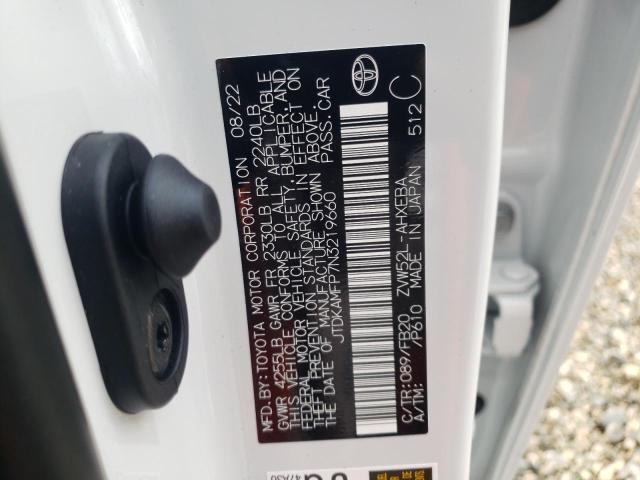 MFD.BY:TOYOTA MOTOR CORPORATION 08/22
GVWR 4255LB GAWR FR 2330LB RR 2240LB
THIS VEHICLE CONFORMS TO ALL APPLICABLE
FEDERAL MOTOR VEHICLE SAFETY, BUMPER, AND
THEFT PREVENTION STANDARDS IN EFFECT ON
THE DATE OF MANUFACTURE SHOWN ABOVE.
JTDKAMFP7N3219660 PASS. CAR
C/TR:089/FB20 ZVW52L-AHXEBA
A/TM: /P610 MADE IN JAPAN 512 C